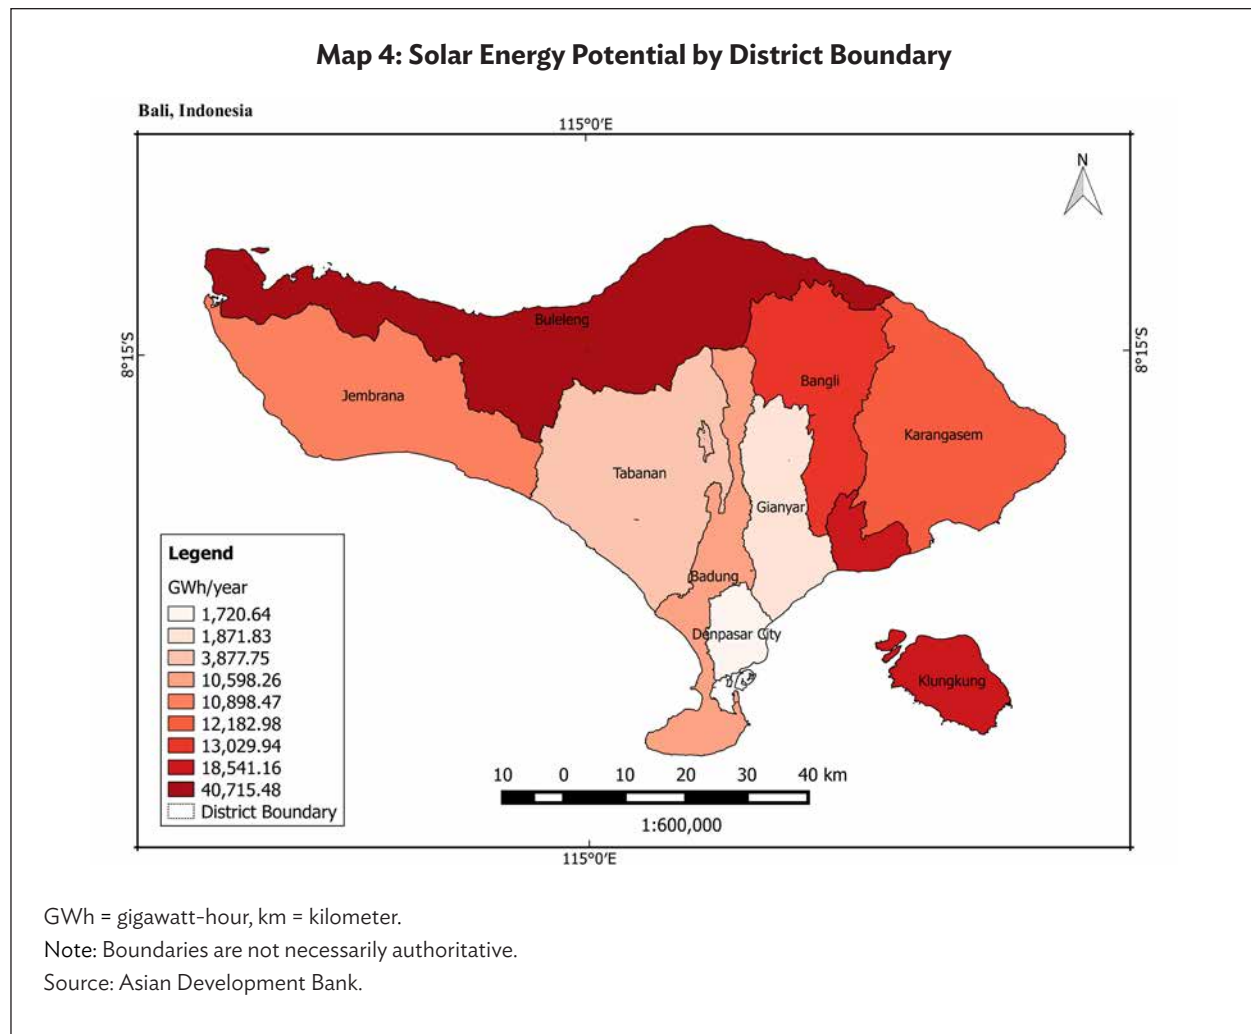 Map 4: Solar Energy Potential by District Boundary
Bali, Indonesia
115°0'E
N
8°15'S
8°15'S
Buleleng
Jembrana
Bangli
Karangasem
Tabanan
Gianyar
Badung
Denpasar City
Klungkung
Legend
GWh/year
1,720.64
1,871.83
3,877.75
10,598.26
10,898.47
12,182.98
13,029.94
18,541.16
40,715.48
District Boundary
10 0 10 20 30 40 km
1:600,000
115°0'E
GWh = gigawatt-hour, km = kilometer.
Note: Boundaries are not necessarily authoritative.
Source: Asian Development Bank.